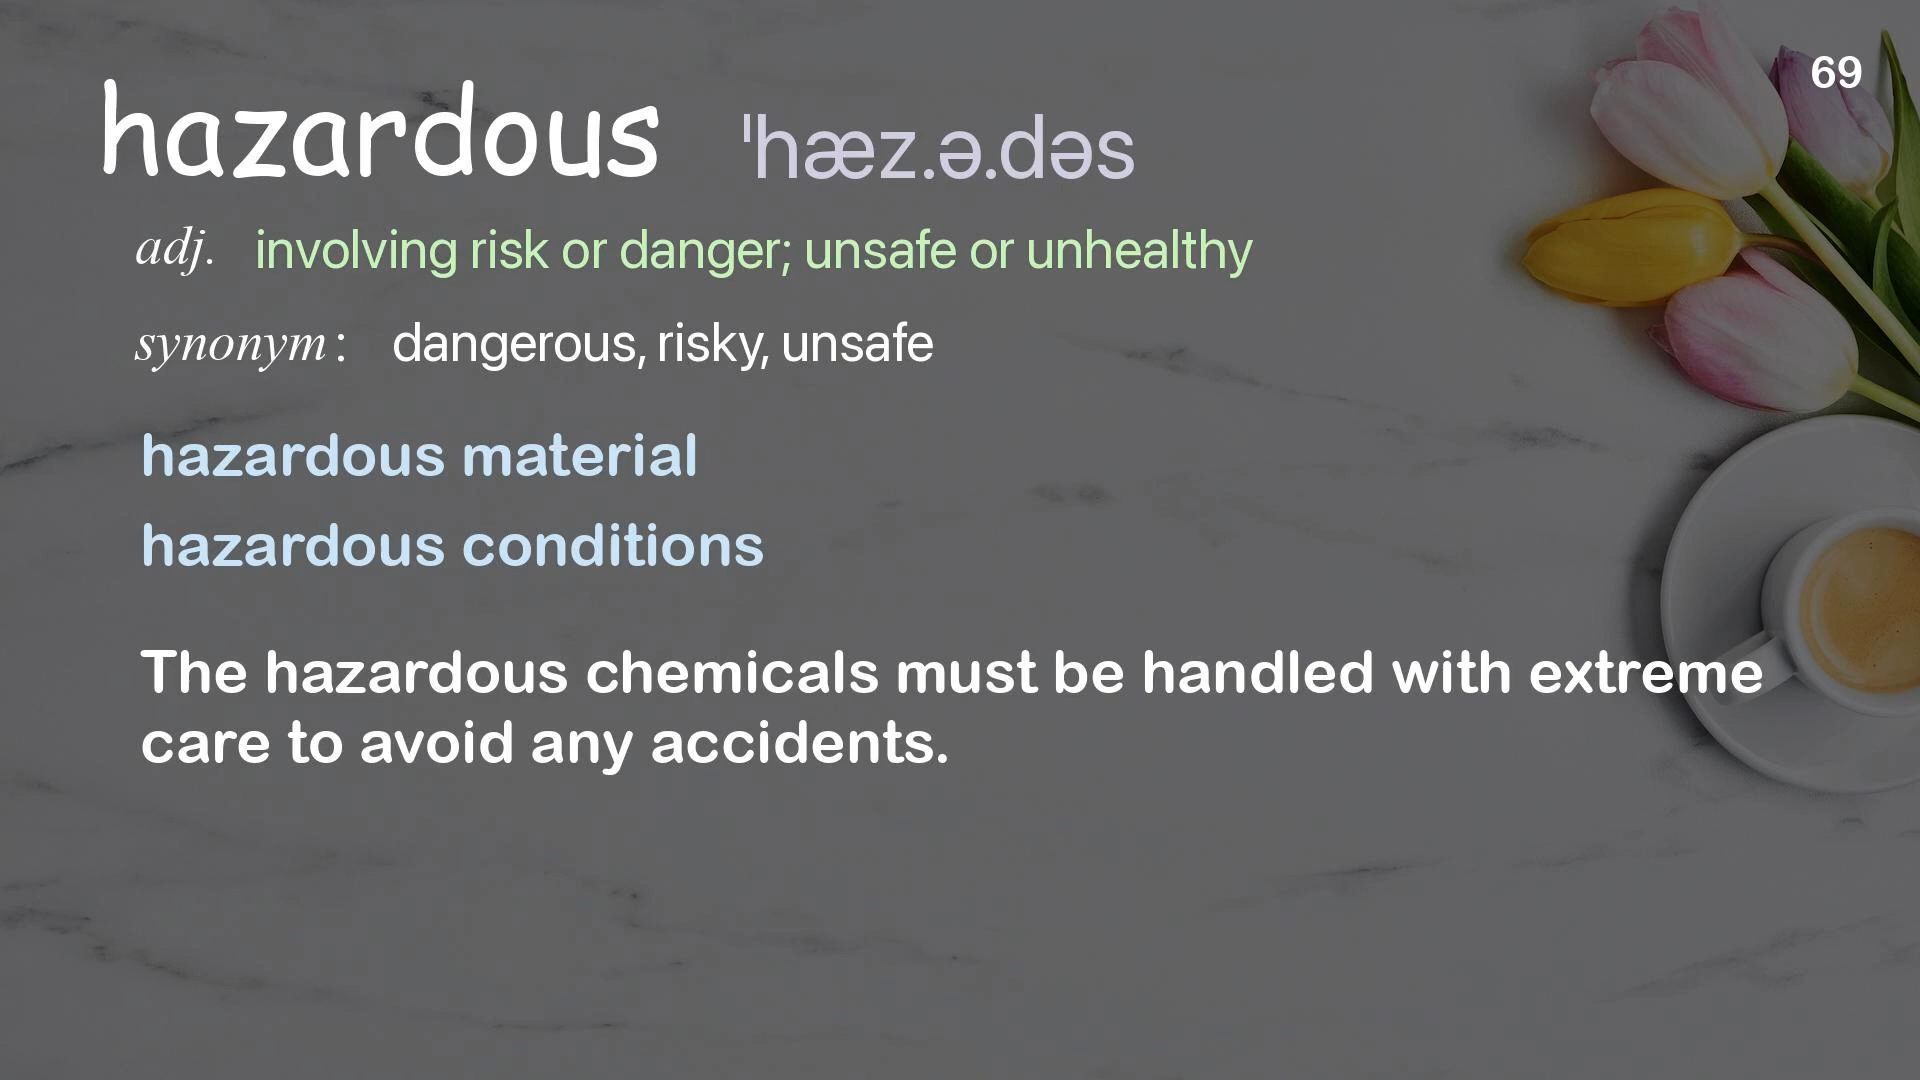 69
hazardous ˈhæz.ə.dəs
adj. involving risk or danger; unsafe or unhealthy
synonym: dangerous, risky, unsafe
hazardous material
hazardous conditions
The hazardous chemicals must be handled with extreme
care to avoid any accidents.